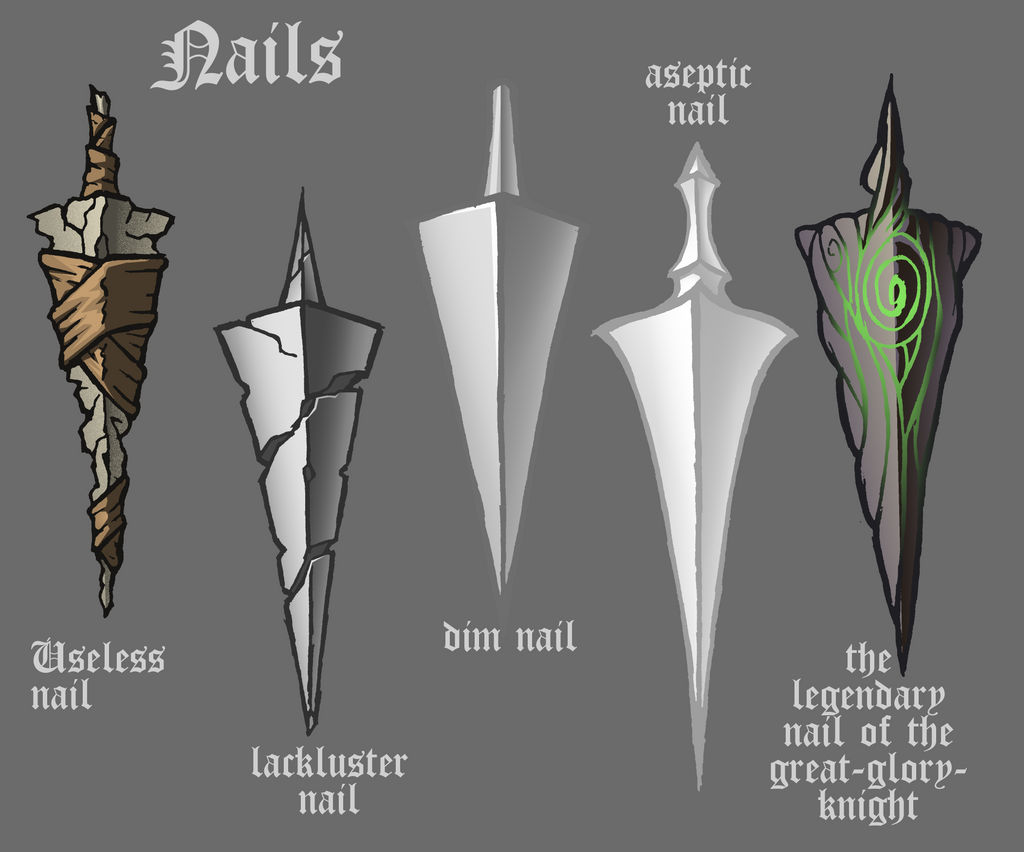 Nails
aseptic
nail
Useless
nail
lackluster
nail
dim nail
the
legendary
nail of the
great-glory-
knight